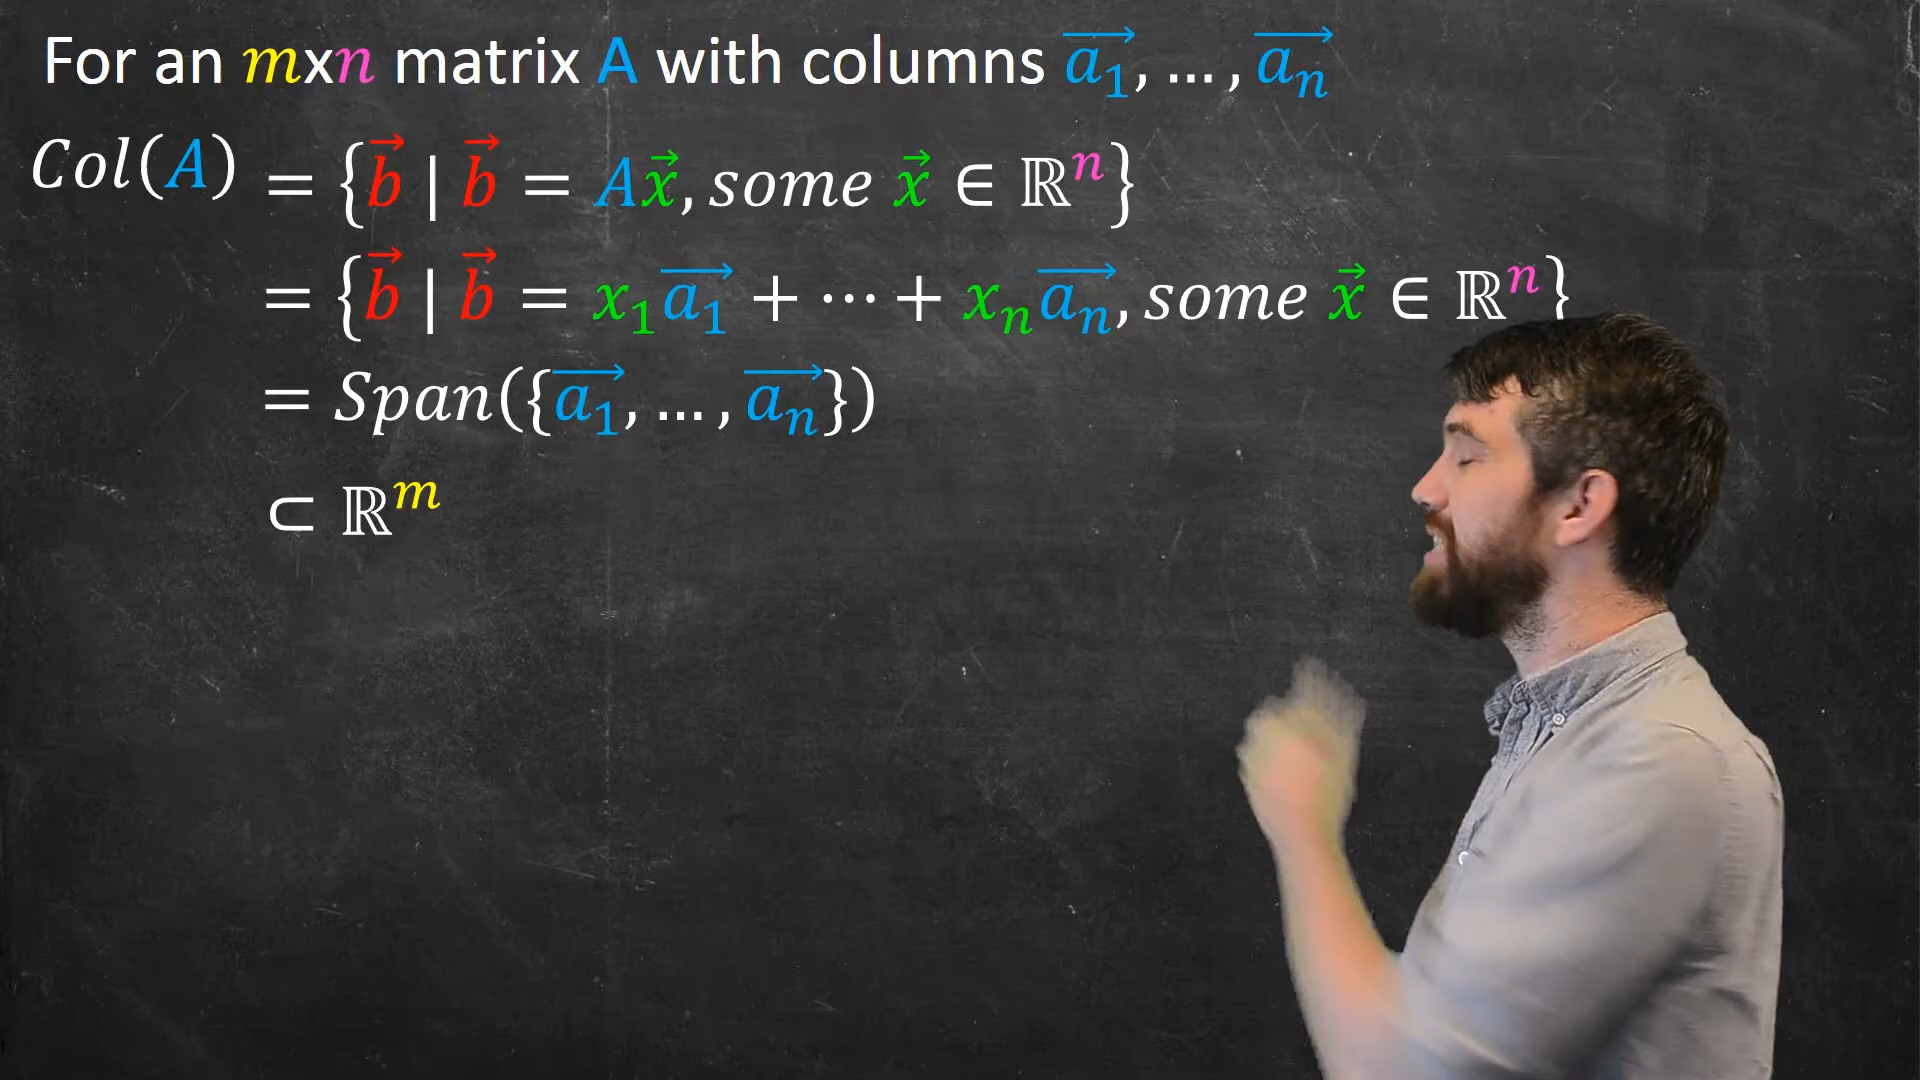 For an mxn matrix A with columns a₁⃗, … , aₙ⃗
Col(A) = {b⃗ | b⃗ = Ax⃗, some x⃗ ∈ ℝⁿ}
= {b⃗ | b⃗ = x₁a₁⃗ + ⋯ + xₙaₙ⃗, some x⃗ ∈ ℝⁿ}
= Span({a₁⃗, … , aₙ⃗})
⊂ ℝᵐ